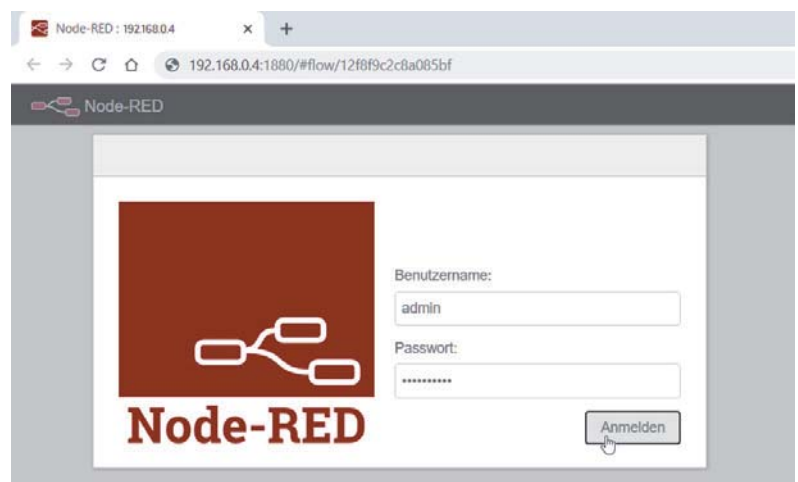 Node-RED : 192.168.0.4
192.168.0.4:1880/#flow/12f8f9c2c8a085bf
Node-RED
Benutzername:
admin
Passwort:
Node-RED
Anmelden